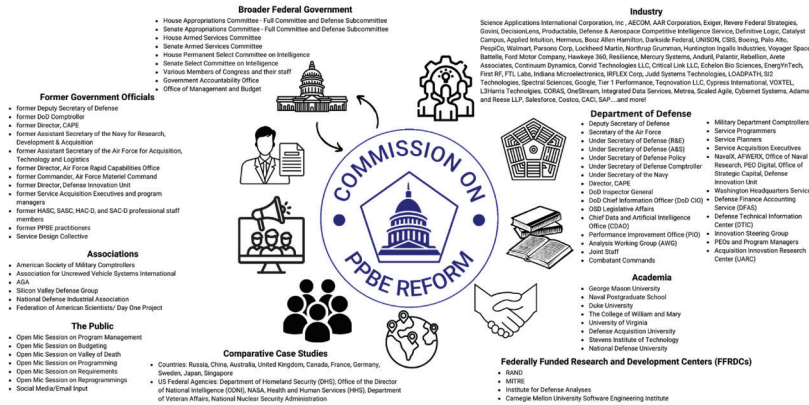 Broader Federal Government
• House Appropriations Committee - Full Committee and Defense Subcommittee
• Senate Appropriations Committee - Full Committee and Defense Subcommittee
• House Armed Services Committee
• Senate Armed Services Committee
• House Permanent Select Committee on Intelligence
• Senate Select Committee on Intelligence
• Various Members of Congress and their staff
• Government Accountability Office
• Office of Management and Budget
Industry
Science Applications International Corporation, Inc , AECOM, AAR Corporation, Exiger, Revere Federal Strategies,
Govini, DecisionLens, Productable, Defense & Aerospace Competitive Intelligence Service, Definitive Logic, Catalyst
Campus, Applied Intuition, Hermous, Booz Allen Hamilton, Darkside Federal, UNISON, CSIS, Boeing, Palo Alto,
PespiCo, Walmart, Parsons Corp, Lockheed Martin, Northrup Grumman, Huntington Ingalls Industries, Voyager Space
Battelle, Ford Motor Company, Hawkeye 360, Resilience, Mercury Systems, Anduril, Palantir, Rebellion, Arete
Associates, Continuum Dynamics, Corvid Technologies LLC, Critical Link LLC, Echelon Bio Sciences, EnergYnTech,
First RF, FTL Labs, Indiana Microelectronics, IRFLEX Corp, Judd Systems Technologies, LOADPATH, SI2
Technologies, Spectral Sciences, Google, Tier 1 Performance, Teqnovation LLC, Cypress International, VOXTEL,
L3Harris Technolgies, CORAS, OneStream, Integrated Data Services, Metrea, Scaled Agile, Cybernet Systems, Adams
and Reese LLP, Salesforce, Costco, CACI, SAP....and more!
Former Government Officials
• former Deputy Secretary of Defense
• former DoD Comptroller
• former Director, CAPE
• former Assistant Secretary of the Navy for Research,
Development & Acquisition
• former Assistant Secretary of the Air Force for Acquisition,
Technology and Logistics
• former Director, Air Force Rapid Capabilities Office
• former Commander, Air Force Materiel Command
• former Director, Defense Innovation Unit
• former Service Acquisition Executives and program
managers
• former HASC, SASC, HAC-D, and SAC-D professional staff
members
• former PPBE practitioners
• Service Design Collective
COMMISSION ON
PPBE REFORM
Department of Defense
• Deputy Secretary of Defense
• Secretary of the Air Force
• Under Secretary of Defense (R&E)
• Under Secretary of Defense (A&S)
• Under Secretary of Defense Policy
• Under Secretary of Defense Comptroller
• Under Secretary of the Navy
• Director, CAPE
• DoD Inspector General
• DoD Chief Information Officer (DoD CIO)
• OSD Legislative Affairs
• Chief Data and Artificial Intelligence
Office (CDAO)
• Performance Improvement Office (PIO)
• Analysis Working Group (AWG)
• Joint Staff
• Combatant Commands
• Military Department Comptrollers
• Service Programmers
• Service Planners
• Service Acquisition Executives
• NavalX, AFWERX, Office of Naval
Research, PEO Digital, Office of
Strategic Capital, Defense
Innovation Unit
• Washington Headquarters Service
• Defense Finance Accounting
Service (DFAS)
• Defense Technical Information
Center (DTIC)
• Innovation Steering Group
• PEOs and Program Managers
• Acquisition Innovation Research
Center (UARC)
Associations
• American Society of Military Comptrollers
• Association for Uncrewed Vehicle Systems International
• AGA
• Silicon Valley Defense Group
• National Defense Industrial Association
• Federation of American Scientists/ Day One Project
Academia
• George Mason University
• Naval Postgraduate School
• Duke University
• The College of William and Mary
• University of Virginia
• Defense Acquisition University
• Stevens Institute of Technology
• National Defense University
The Public
• Open Mic Session on Program Management
• Open Mic Session on Budgeting
• Open Mic Session on Valley of Death
• Open Mic Session on Programming
• Open Mic Session on Requirements
• Open Mic Session on Reprogrammings
• Social Media/Email Input
Comparative Case Studies
• Countries: Russia, China, Australia, United Kingdom, Canada, France, Germany,
Sweden, Japan, Singapore
• US Federal Agencies: Department of Homeland Security (DHS), Office of the Director
of National Intelligence (ODNI), NASA, Health and Human Services (HHS), Department
of Veteran Affairs, National Nuclear Security Administration
Federally Funded Research and Development Centers (FFRDCs)
• RAND
• MITRE
• Institute for Defense Analyses
• Carnegie Mellon University Software Engineering Institute